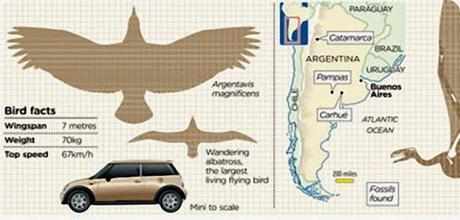 Argentavis
magnificens
Bird facts
Wingspan 7 metres
Weight 70kg
Top speed 67km/h
Wandering
albatross,
the largest
living flying bird
Mini to scale
PARAGUAY
Catamarca
BRAZIL
ARGENTINA
URUGUAY
Pampas
Buenos
Aires
Carhué
CHILE
ATLANTIC
OCEAN
200 miles
Fossils
found